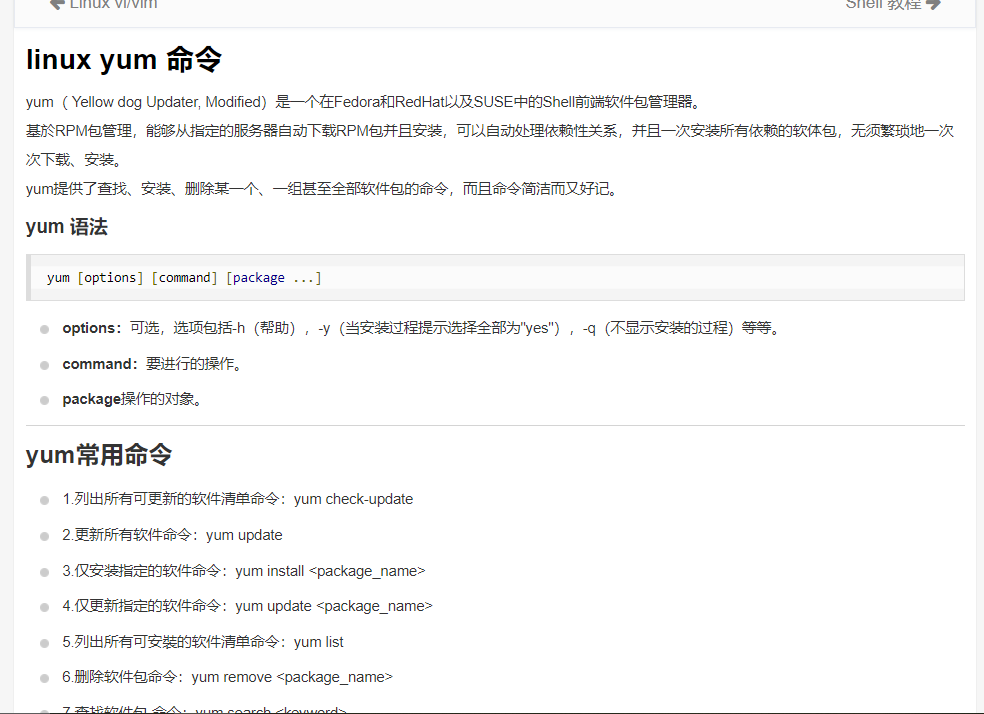 Linux vi/vim
Shell 教程
linux yum 命令
yum（ Yellow dog Updater, Modified）是一个在Fedora和RedHat以及SUSE中的Shell前端软件包管理器。
基於RPM包管理，能够从指定的服务器自动下载RPM包并且安装，可以自动处理依赖性关系，并且一次安装所有依赖的软体包，无须繁琐地一次
次下载、安装。
yum提供了查找、安装、删除某一个、一组甚至全部软件包的命令，而且命令简洁而又好记。
yum 语法
yum [options] [command] [package ...]
options：可选，选项包括-h（帮助），-y（当安装过程提示选择全部为"yes"），-q（不显示安装的过程）等等。
command：要进行的操作。
package操作的对象。
yum常用命令
1.列出所有可更新的软件清单命令：yum check-update
2.更新所有软件命令：yum update
3.仅安装指定的软件命令：yum install <package_name>
4.仅更新指定的软件命令：yum update <package_name>
5.列出所有可安裝的软件清单命令：yum list
6.删除软件包命令：yum remove <package_name>
7.查找软件包 命令：yum search <keyword>